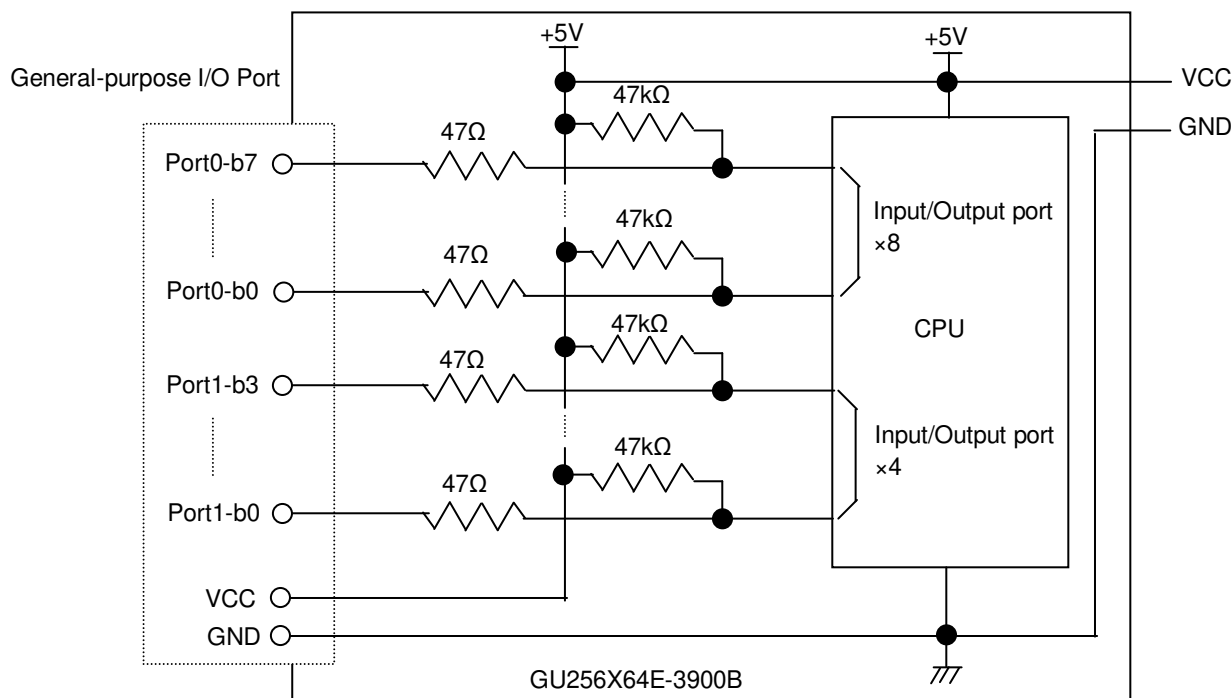 +5V
+5V
General-purpose I/O Port
VCC
47kΩ
GND
47Ω
Port0-b7
47kΩ
Input/Output port
×8
47Ω
Port0-b0
47kΩ
CPU
47Ω
Port1-b3
47kΩ
Input/Output port
×4
47Ω
Port1-b0
VCC
GND
GU256X64E-3900B